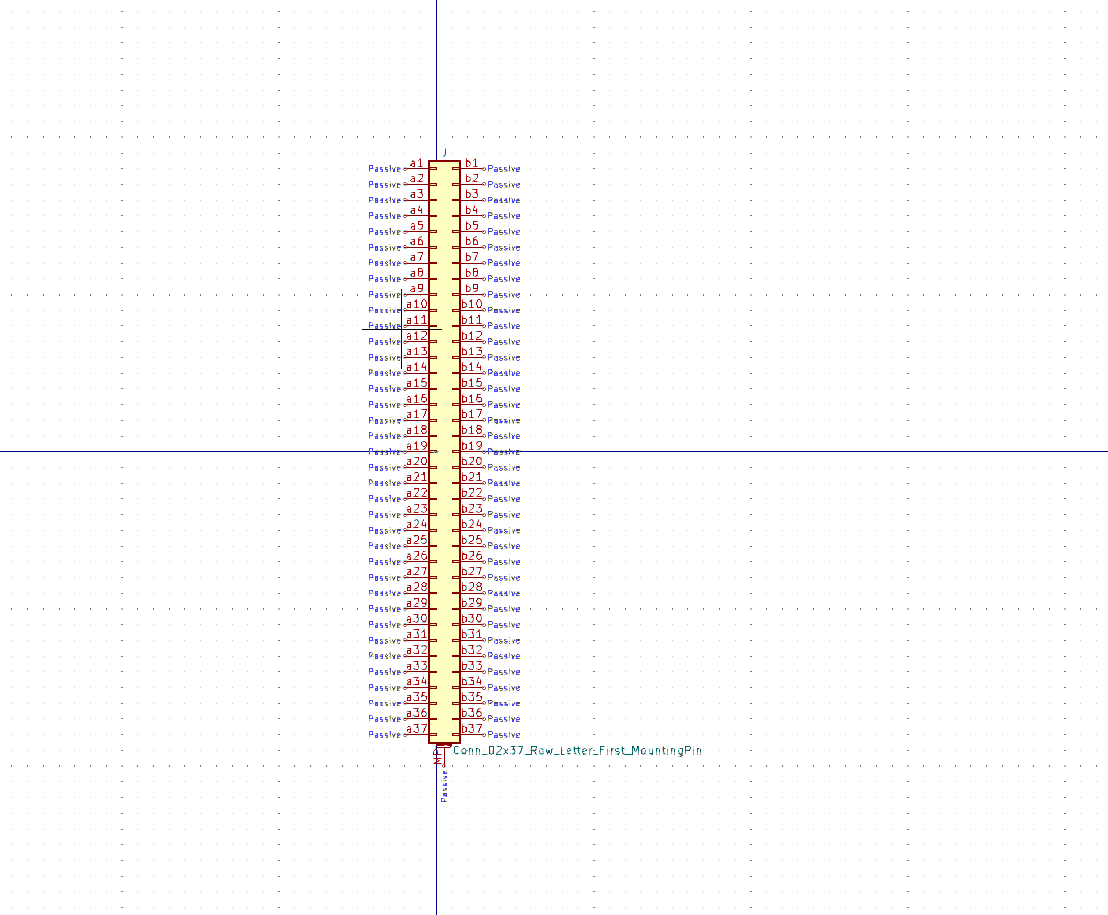 J
Passive a1 b1 Passive
Passive a2 b2 Passive
Passive a3 b3 Passive
Passive a4 b4 Passive
Passive a5 b5 Passive
Passive a6 b6 Passive
Passive a7 b7 Passive
Passive a8 b8 Passive
Passive a9 b9 Passive
Passive a10 b10 Passive
Passive a11 b11 Passive
Passive a12 b12 Passive
Passive a13 b13 Passive
Passive a14 b14 Passive
Passive a15 b15 Passive
Passive a16 b16 Passive
Passive a17 b17 Passive
Passive a18 b18 Passive
Passive a19 b19 Passive
Passive a20 b20 Passive
Passive a21 b21 Passive
Passive a22 b22 Passive
Passive a23 b23 Passive
Passive a24 b24 Passive
Passive a25 b25 Passive
Passive a26 b26 Passive
Passive a27 b27 Passive
Passive a28 b28 Passive
Passive a29 b29 Passive
Passive a30 b30 Passive
Passive a31 b31 Passive
Passive a32 b32 Passive
Passive a33 b33 Passive
Passive a34 b34 Passive
Passive a35 b35 Passive
Passive a36 b36 Passive
Passive a37 b37 Passive
Conn_02x37_Row_Letter_First_MountingPin
MP
Passive